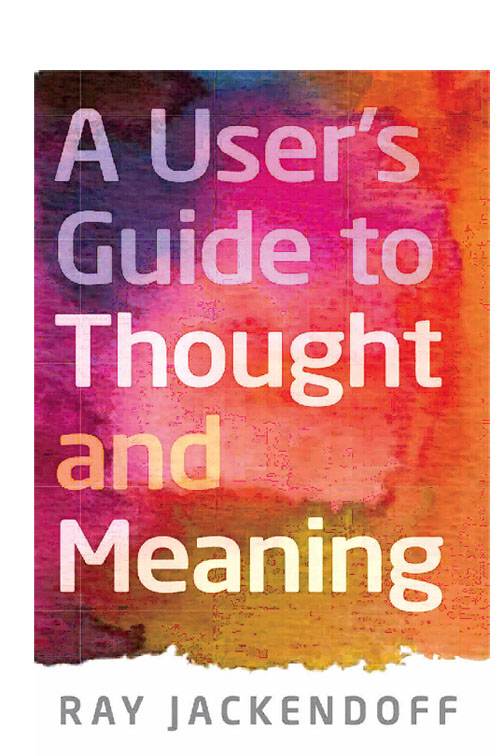 A User's
Guide to
Thought
and
Meaning
RAY JACKENDOFF